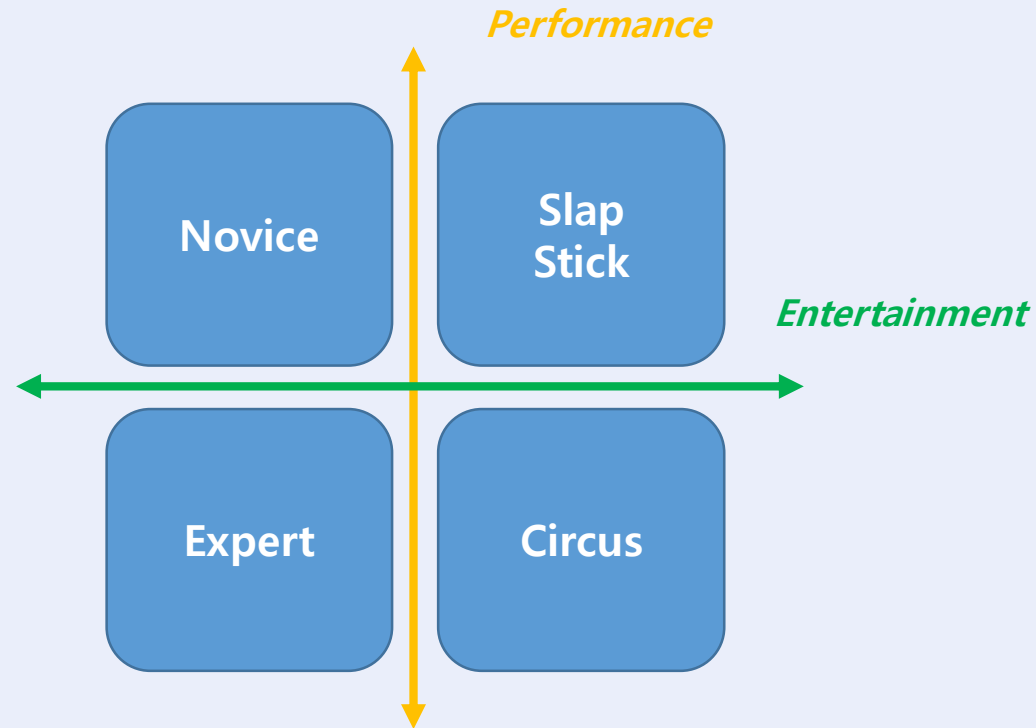 Performance
Novice
Slap
Stick
Entertainment
Expert
Circus